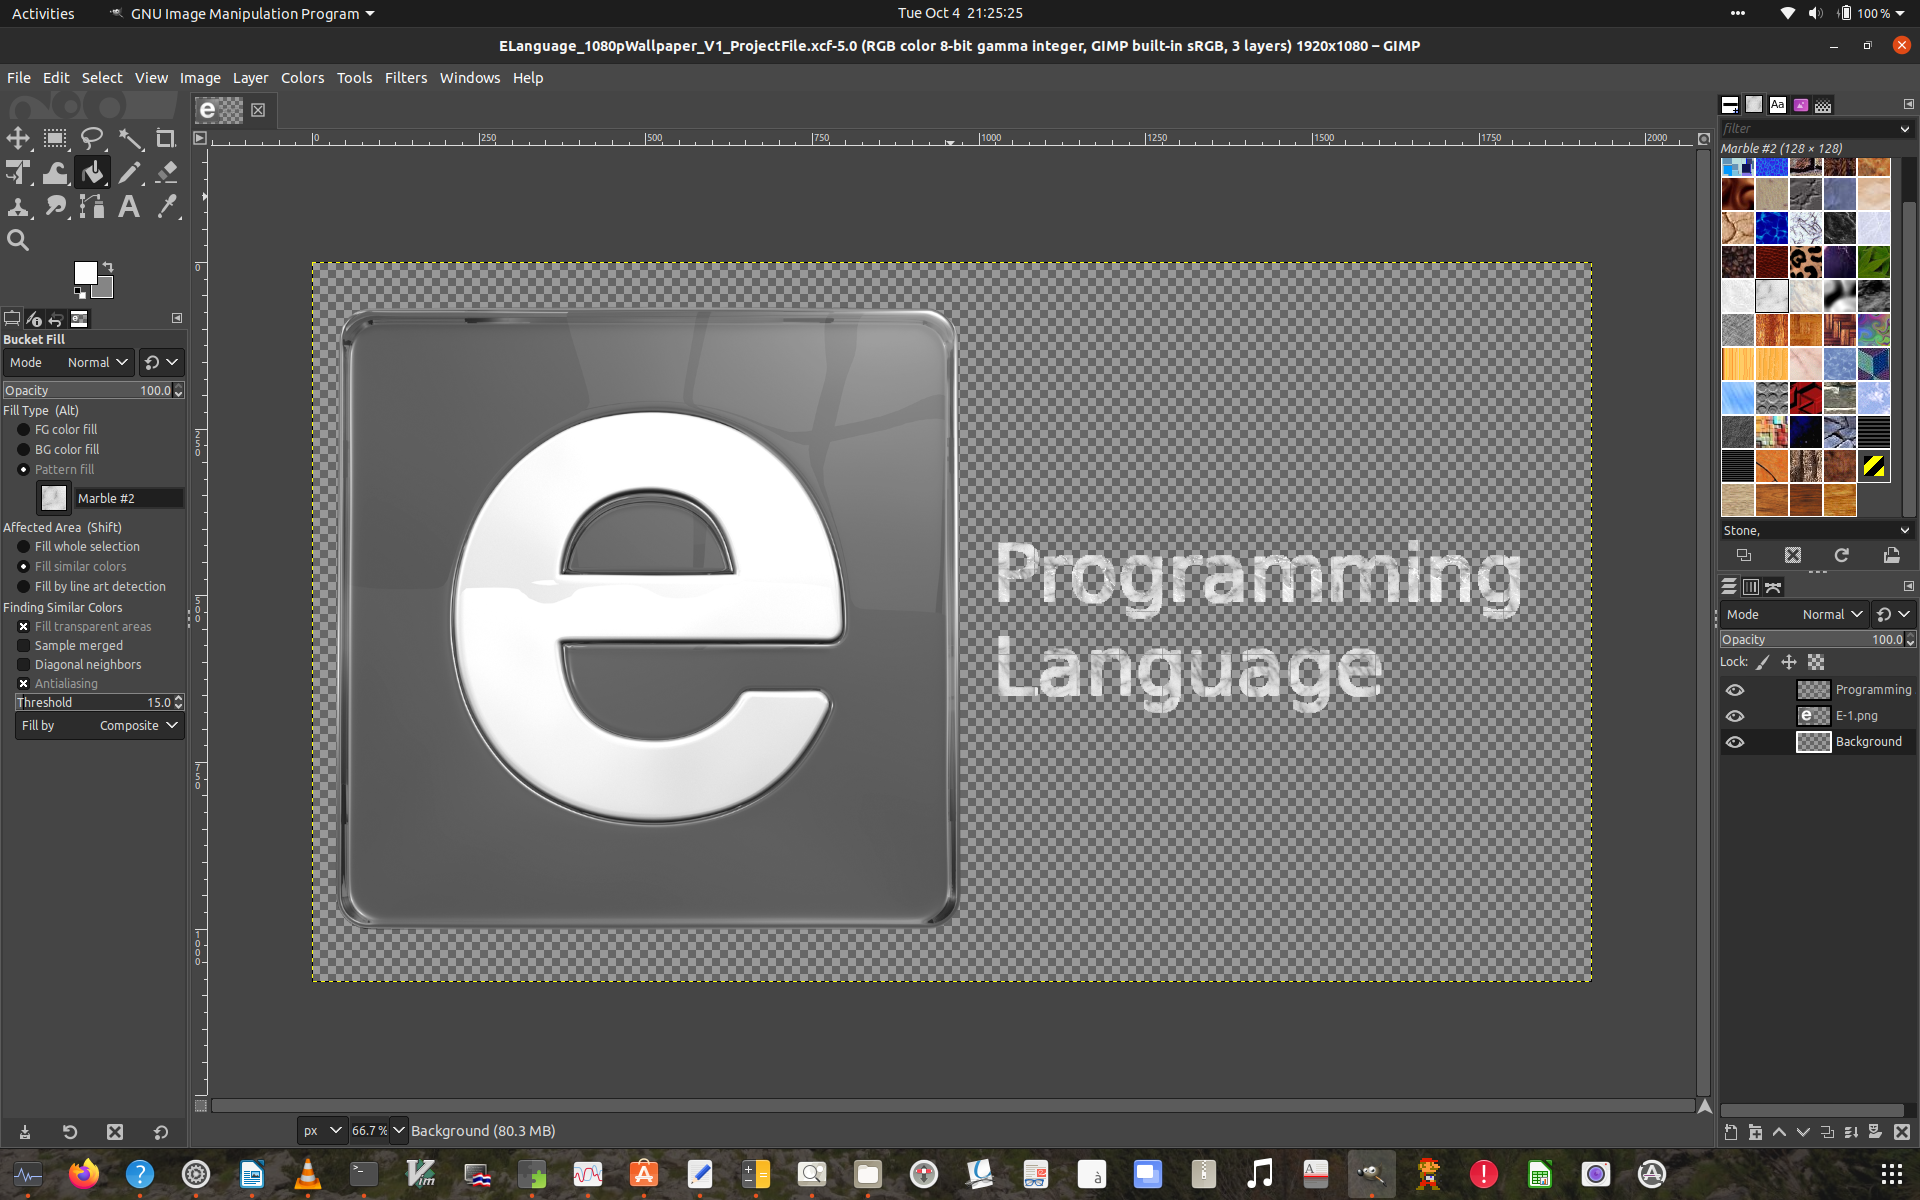 Activities
GNU Image Manipulation Program
Tue Oct 4 21:25:25
100 %
ELanguage_1080pWallpaper_V1_ProjectFile.xcf-5.0 (RGB color 8-bit gamma integer, GIMP built-in sRGB, 3 layers) 1920x1080 – GIMP
File Edit Select View Image Layer Colors Tools Filters Windows Help
e
0 250 500 750 1000 1250 1500 1750 2000
0
250
500
750
1000
Bucket Fill
Mode Normal
Opacity 100.0
Fill Type (Alt)
FG color fill
BG color fill
Pattern fill
Marble #2
Affected Area (Shift)
Fill whole selection
Fill similar colors
Fill by line art detection
Finding Similar Colors
Fill transparent areas
Sample merged
Diagonal neighbors
Antialiasing
Threshold 15.0
Fill by Composite
e
Programming
Language
px 66.7 % Background (80.3 MB)
Aa
filter
Marble #2 (128 × 128)
Stone,
Mode Normal
Opacity 100.0
Lock:
Programming
e E-1.png
Background